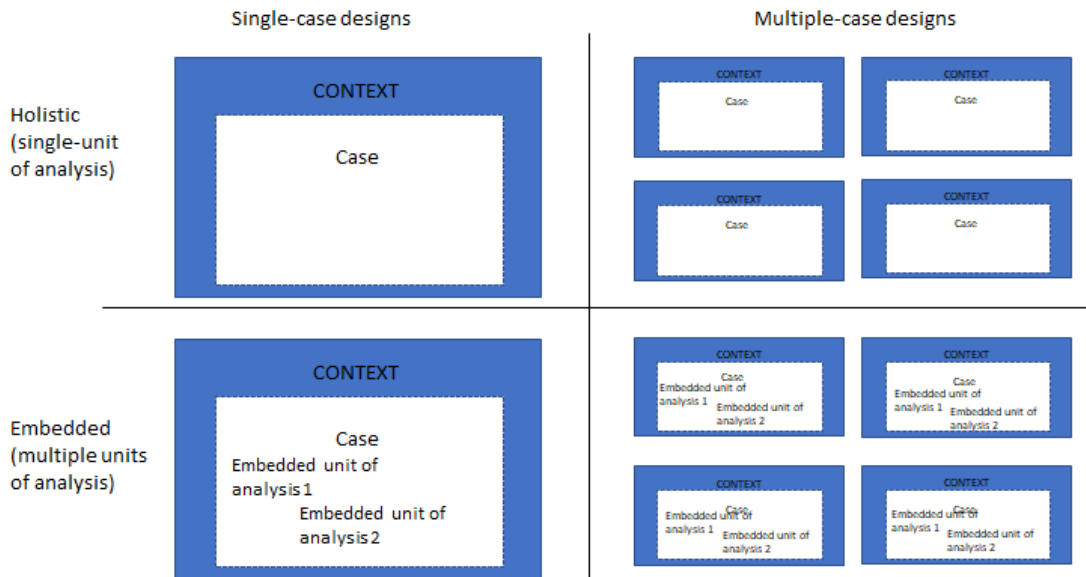 Single-case designs
Multiple-case designs
Holistic
(single-unit
of analysis)
CONTEXT
Case
CONTEXT
Case
CONTEXT
Case
CONTEXT
Case
CONTEXT
Case
Embedded
(multiple units
of analysis)
CONTEXT
Case
Embedded unit of
analysis 1
Embedded unit of
analysis 2
CONTEXT
Case
Embedded unit of
analysis 1
Embedded unit of
analysis 2
CONTEXT
Case
Embedded unit of
analysis 1
Embedded unit of
analysis 2
CONTEXT
Case
Embedded unit of
analysis 1
Embedded unit of
analysis 2
CONTEXT
Case
Embedded unit of
analysis 1
Embedded unit of
analysis 2